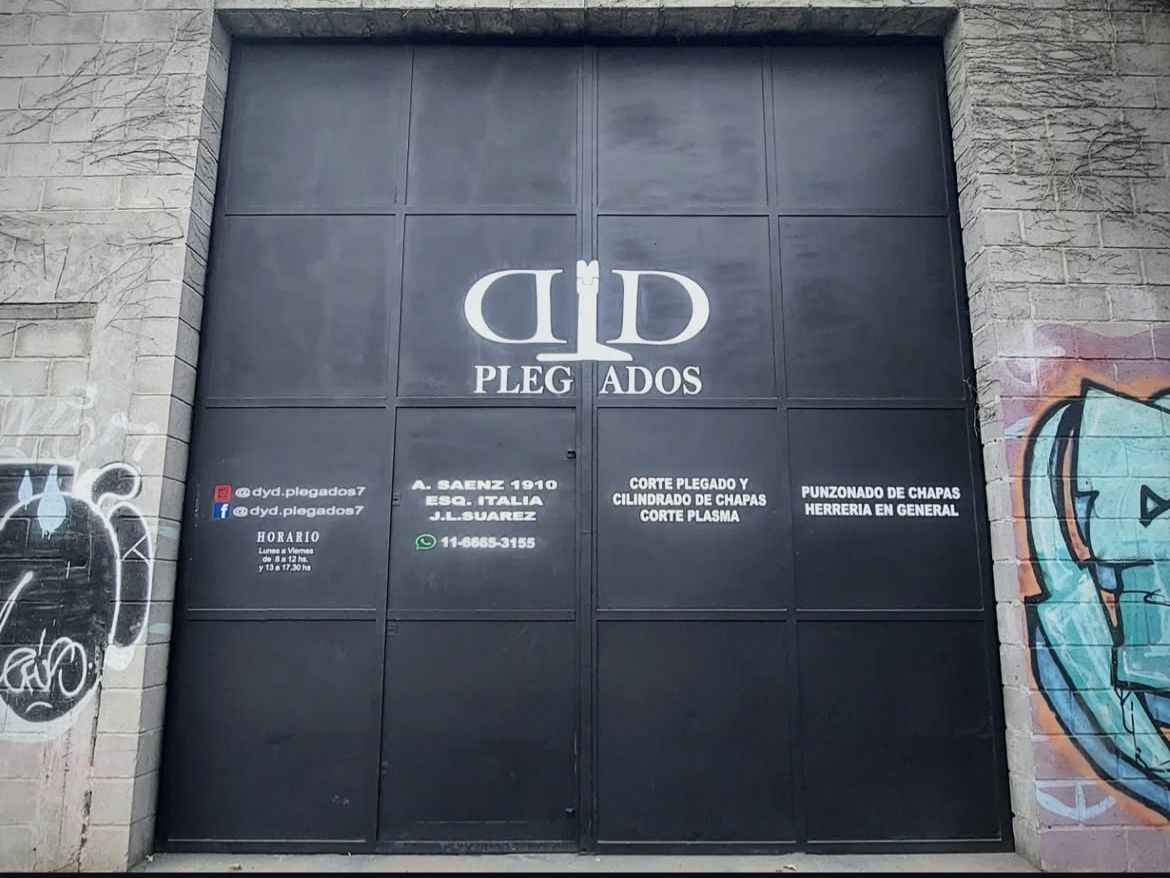 D D
PLEGADOS
@dyd.plegados7
@dyd.plegados7
HORARIO
Lunes a Viernes
de 8 a 12 hs.
y 13 a 17.30 hs
A. SAENZ 1910
ESQ. ITALIA
J.L.SUAREZ
11-6665-3155
CORTE PLEGADO Y
CILINDRADO DE CHAPAS
CORTE PLASMA
PUNZONADO DE CHAPAS
HERRERIA EN GENERAL